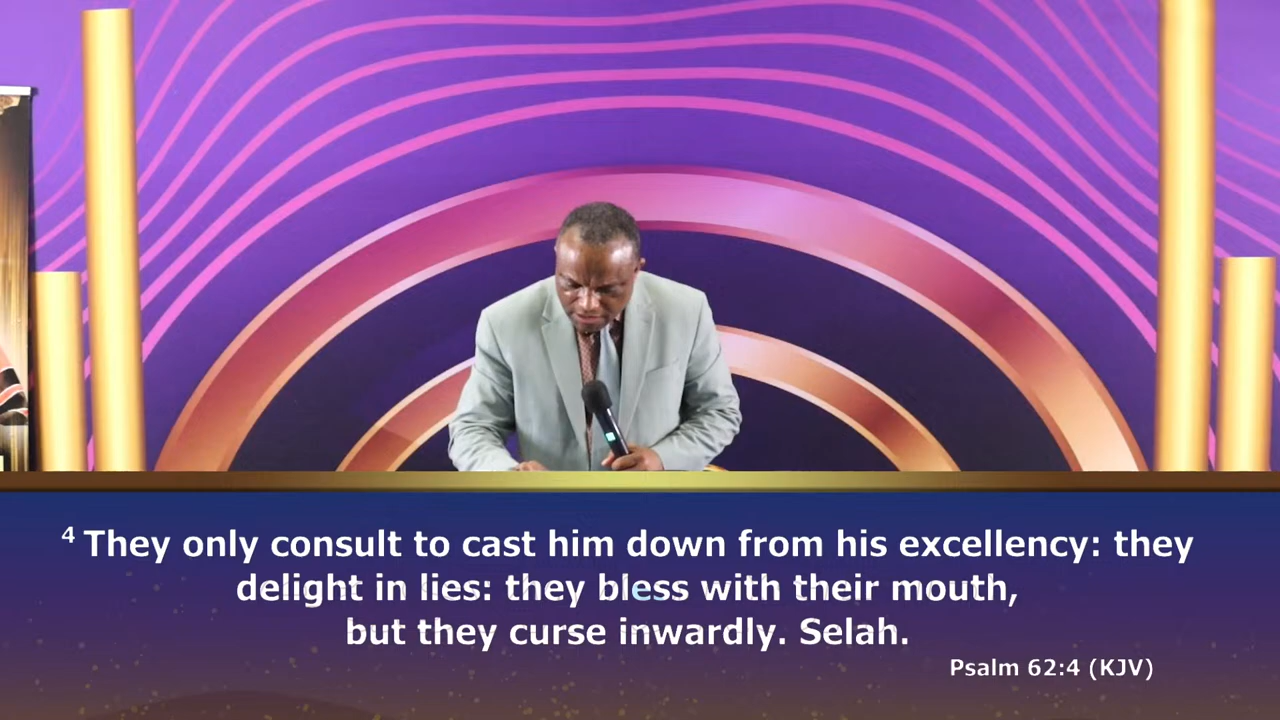 4 They only consult to cast him down from his excellency: they
delight in lies: they bless with their mouth,
but they curse inwardly. Selah.
Psalm 62:4 (KJV)